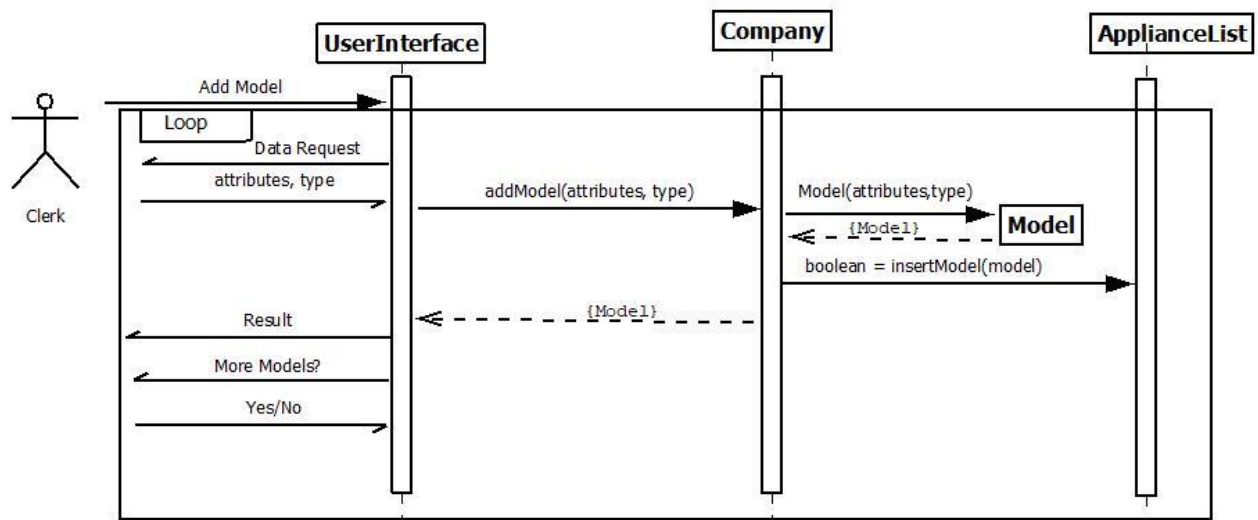 UserInterface
Company
ApplianceList
Add Model
Loop
Data Request
attributes, type
Clerk
addModel(attributes, type)
Model(attributes,type)
{Model}
Model
boolean = insertModel(model)
{Model}
Result
More Models?
Yes/No